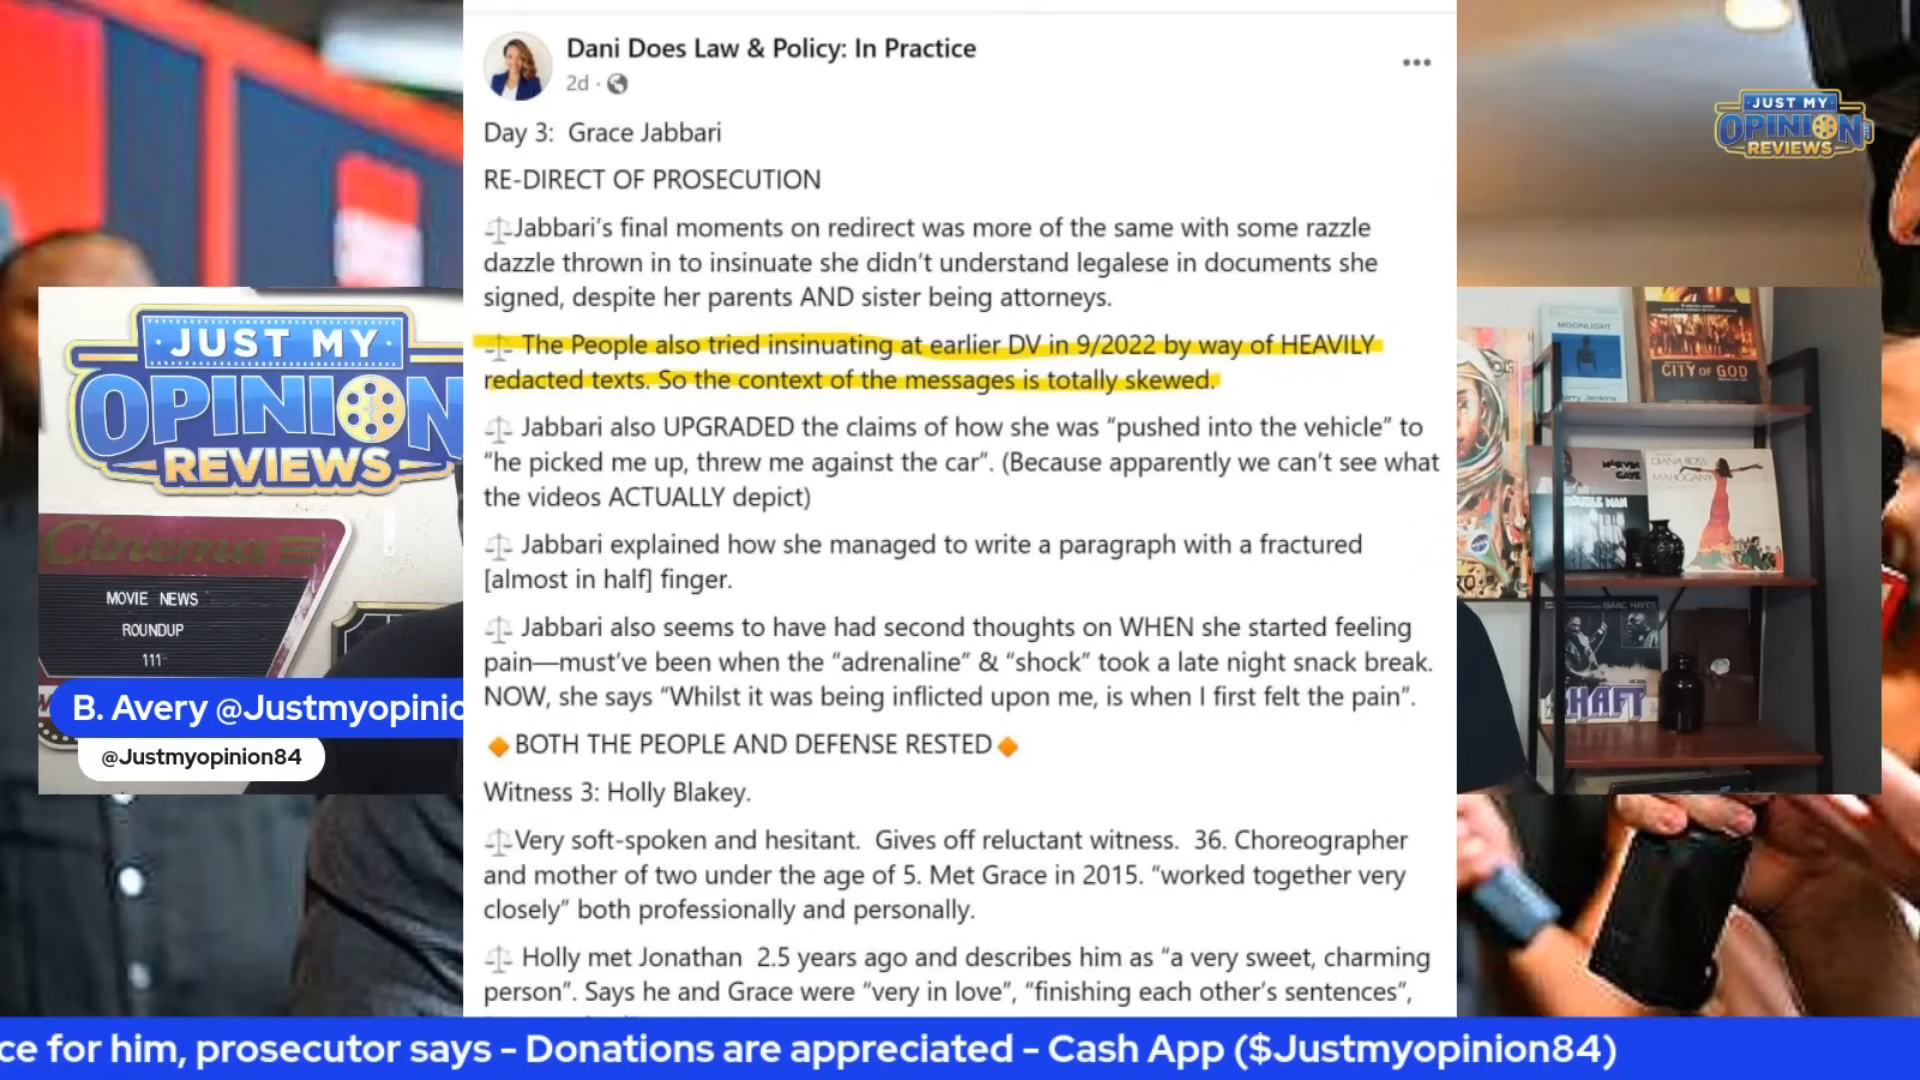 Dani Does Law & Policy: In Practice
2d ·
Day 3:  Grace Jabbari
RE-DIRECT OF PROSECUTION
⚖️Jabbari’s final moments on redirect was more of the same with some razzle
dazzle thrown in to insinuate she didn’t understand legalese in documents she
signed, despite her parents AND sister being attorneys.
⚖️ The People also tried insinuating at earlier DV in 9/2022 by way of HEAVILY
redacted texts. So the context of the messages is totally skewed.
⚖️ Jabbari also UPGRADED the claims of how she was “pushed into the vehicle” to
“he picked me up, threw me against the car”. (Because apparently we can’t see what
the videos ACTUALLY depict)
⚖️ Jabbari explained how she managed to write a paragraph with a fractured
[almost in half] finger.
⚖️ Jabbari also seems to have had second thoughts on WHEN she started feeling
pain—must’ve been when the “adrenaline” & “shock” took a late night snack break.
NOW, she says “Whilst it was being inflicted upon me, is when I first felt the pain”.
🔶BOTH THE PEOPLE AND DEFENSE RESTED🔶
Witness 3: Holly Blakey.
⚖️Very soft-spoken and hesitant.  Gives off reluctant witness.  36. Choreographer
and mother of two under the age of 5. Met Grace in 2015. “worked together very
closely” both professionally and personally.
⚖️ Holly met Jonathan  2.5 years ago and describes him as “a very sweet, charming
person”. Says he and Grace were “very in love”, “finishing each other’s sentences”,
JUST MY
OPINION
REVIEWS
Cinema
MOVIE NEWS
ROUNDUP
111
B. Avery @Justmyopinio
@Justmyopinion84
JUST MY
OPINION
REVIEWS
MOONLIGHT
CITY OF GOD
MARVIN
GAYE
TROUBLE MAN
DIANA ROSS
MAHOGANY
ISAAC HAYES
SHAFT
ce for him, prosecutor says - Donations are appreciated - Cash App ($Justmyopinion84)